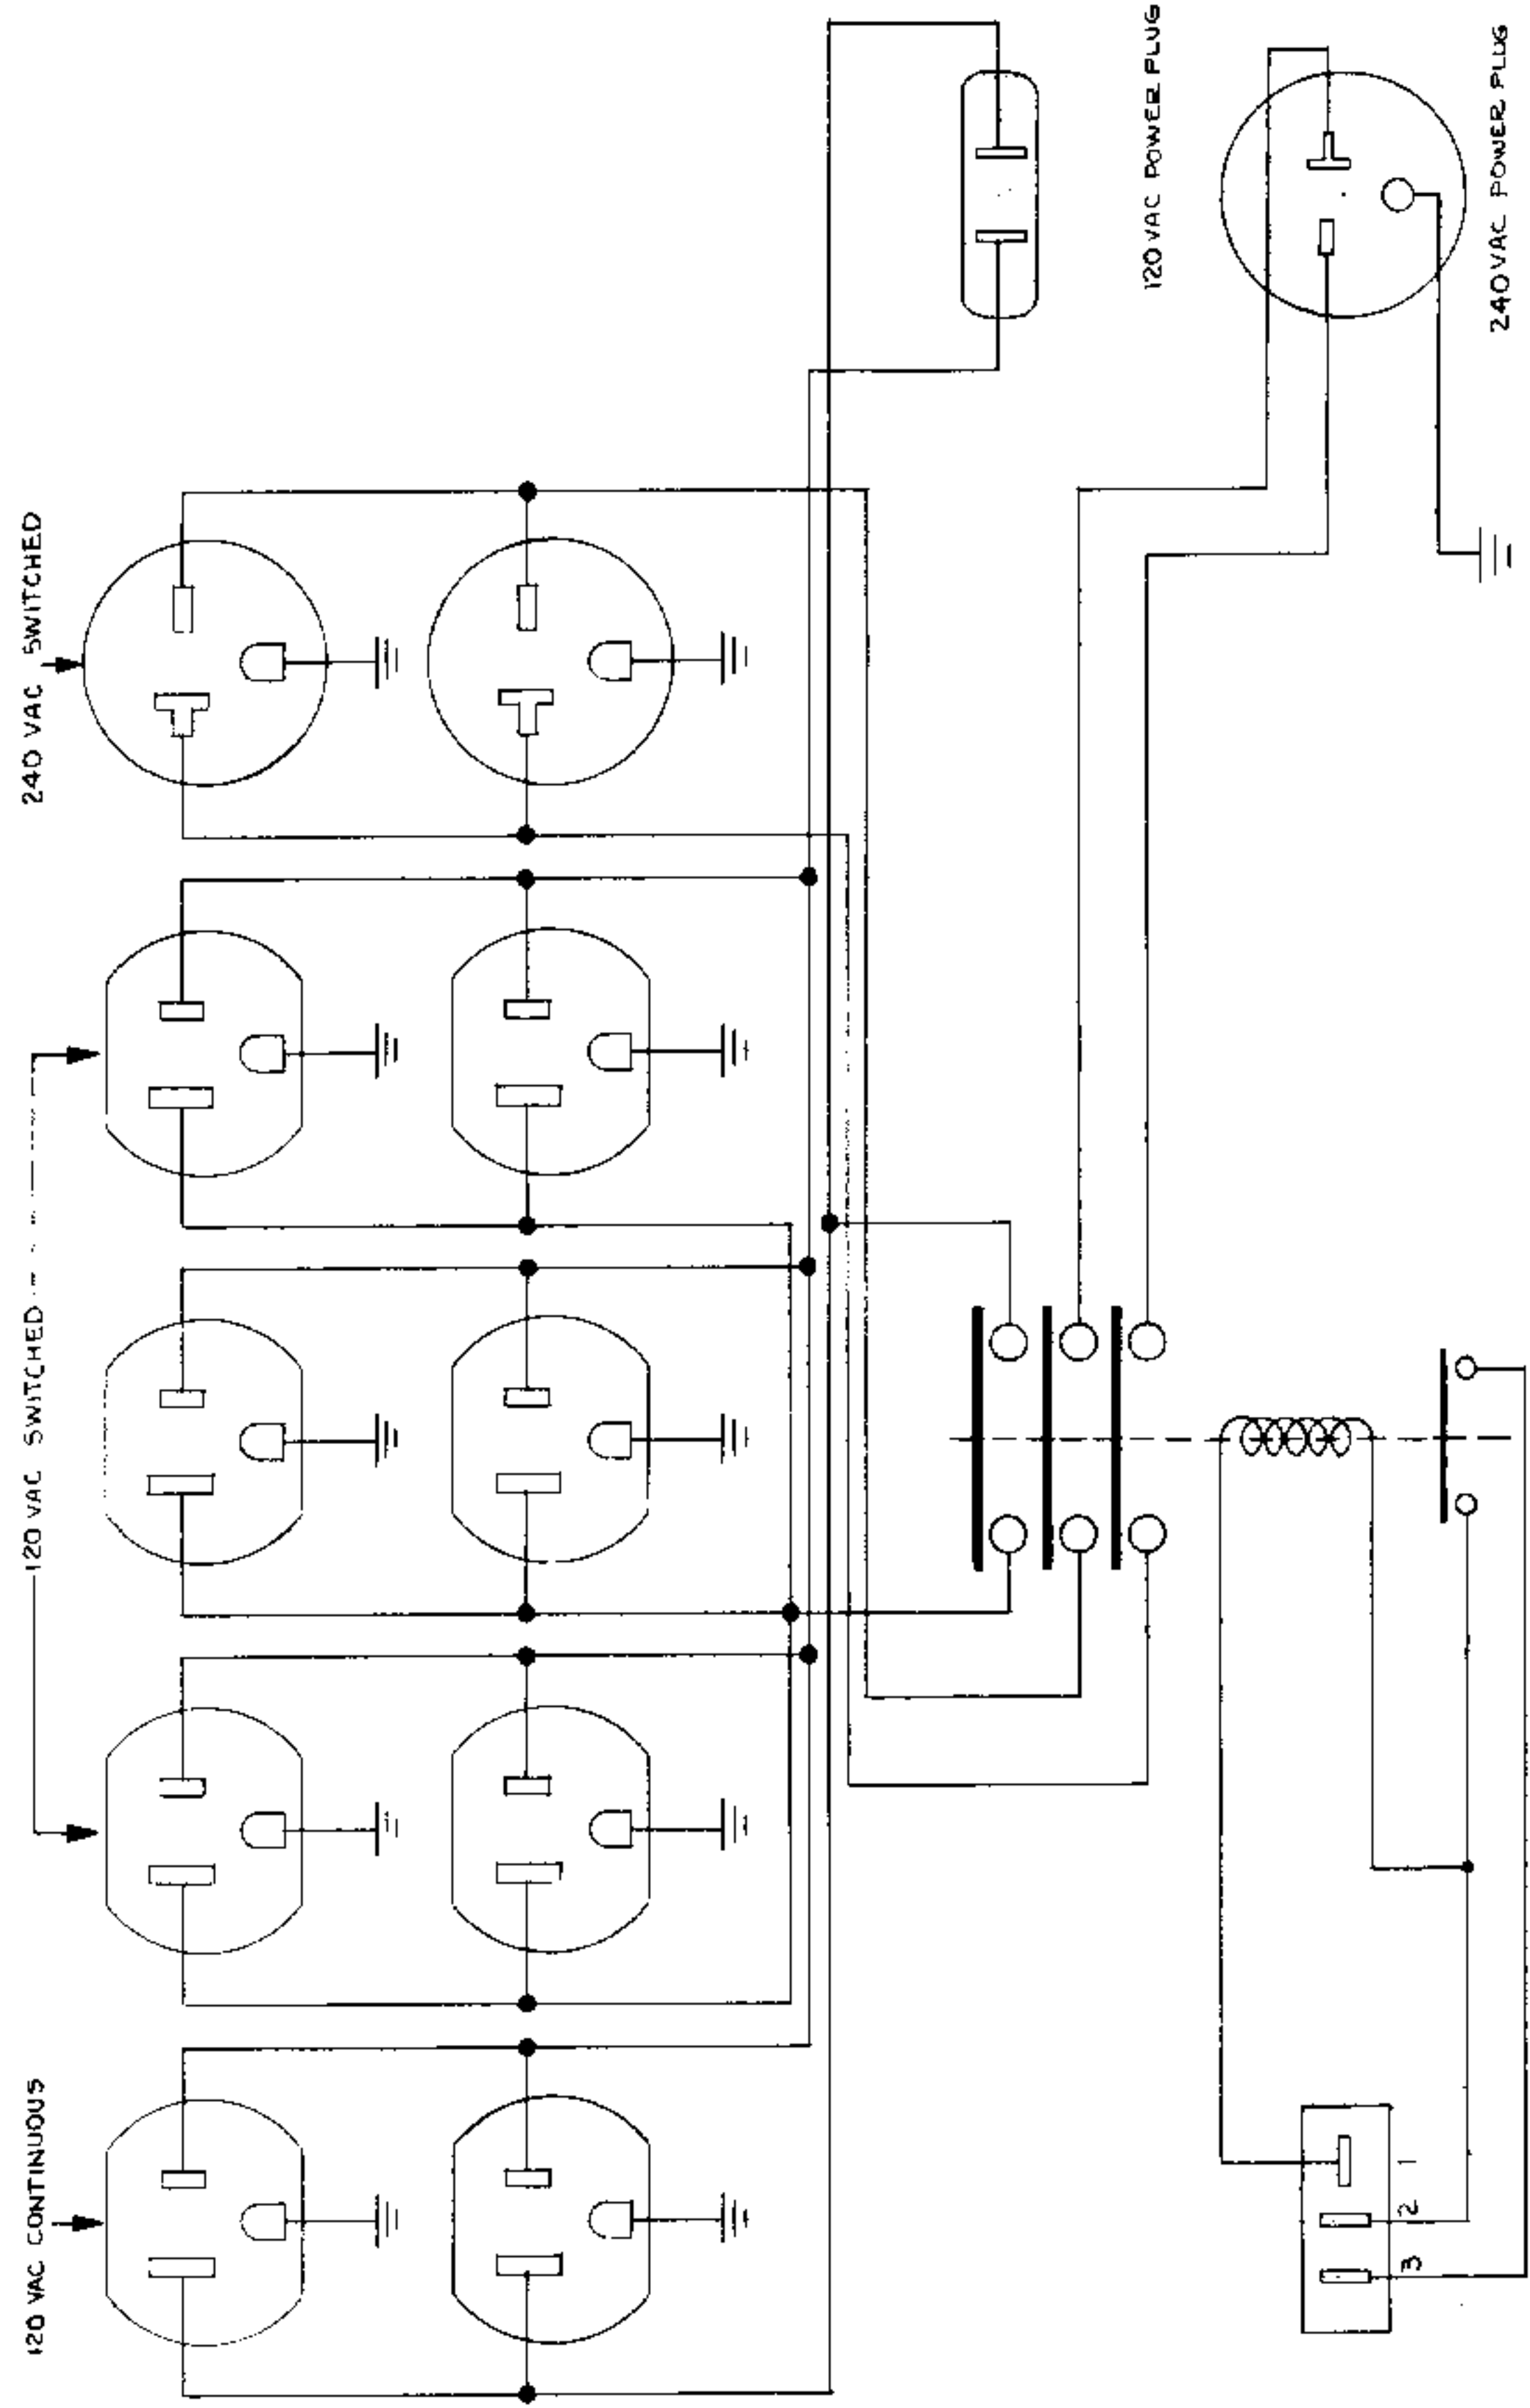 120 VAC CONTINUOUS
120 VAC SWITCHED
240 VAC SWITCHED
120 VAC POWER PLUG
240 VAC POWER PLUG
3
2
1